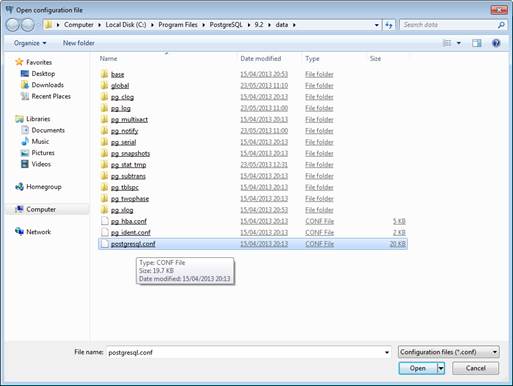 Open configuration file
Computer Local Disk (C:) Program Files PostgreSQL 9.2 data
Search data
Organize New folder
Favorites
Desktop
Downloads
Recent Places
Libraries
Documents
Music
Pictures
Videos
Homegroup
Computer
Network
Name Date modified Type Size
base 15/04/2013 20:53 File folder
global 23/05/2013 11:10 File folder
pg_clog 15/04/2013 20:13 File folder
pg_log 23/05/2013 11:00 File folder
pg_multixact 15/04/2013 20:13 File folder
pg_notify 23/05/2013 11:00 File folder
pg_serial 15/04/2013 20:13 File folder
pg_snapshots 15/04/2013 20:13 File folder
pg_stat_tmp 23/05/2013 12:31 File folder
pg_subtrans 15/04/2013 20:13 File folder
pg_tblspc 15/04/2013 20:13 File folder
pg_twophase 15/04/2013 20:13 File folder
pg_xlog 15/04/2013 20:53 File folder
pg_hba.conf 15/04/2013 20:13 CONF File 5 KB
pg_ident.conf 15/04/2013 20:13 CONF File 2 KB
postgresql.conf 15/04/2013 20:13 CONF File 20 KB
Type: CONF File
Size: 19.7 KB
Date modified: 15/04/2013 20:13
File name: postgresql.conf Configuration files (*.conf)
Open Cancel